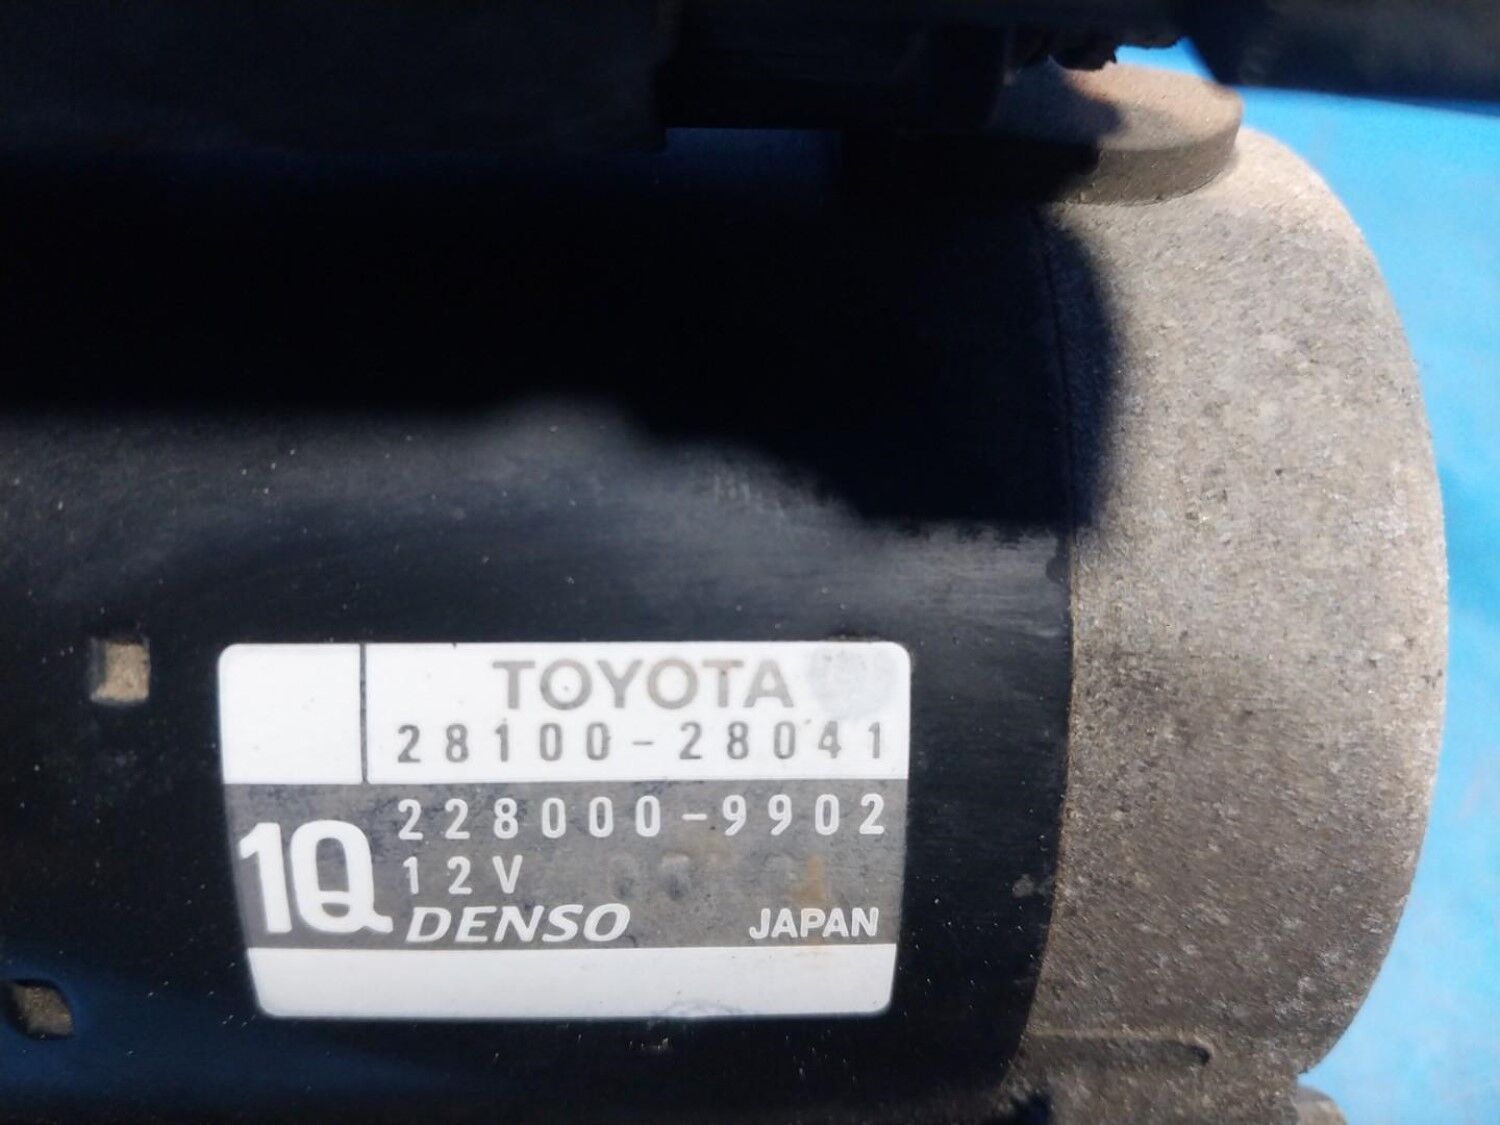 TOYOTA
28100-28041
228000-9902
1Q 12V
DENSO JAPAN